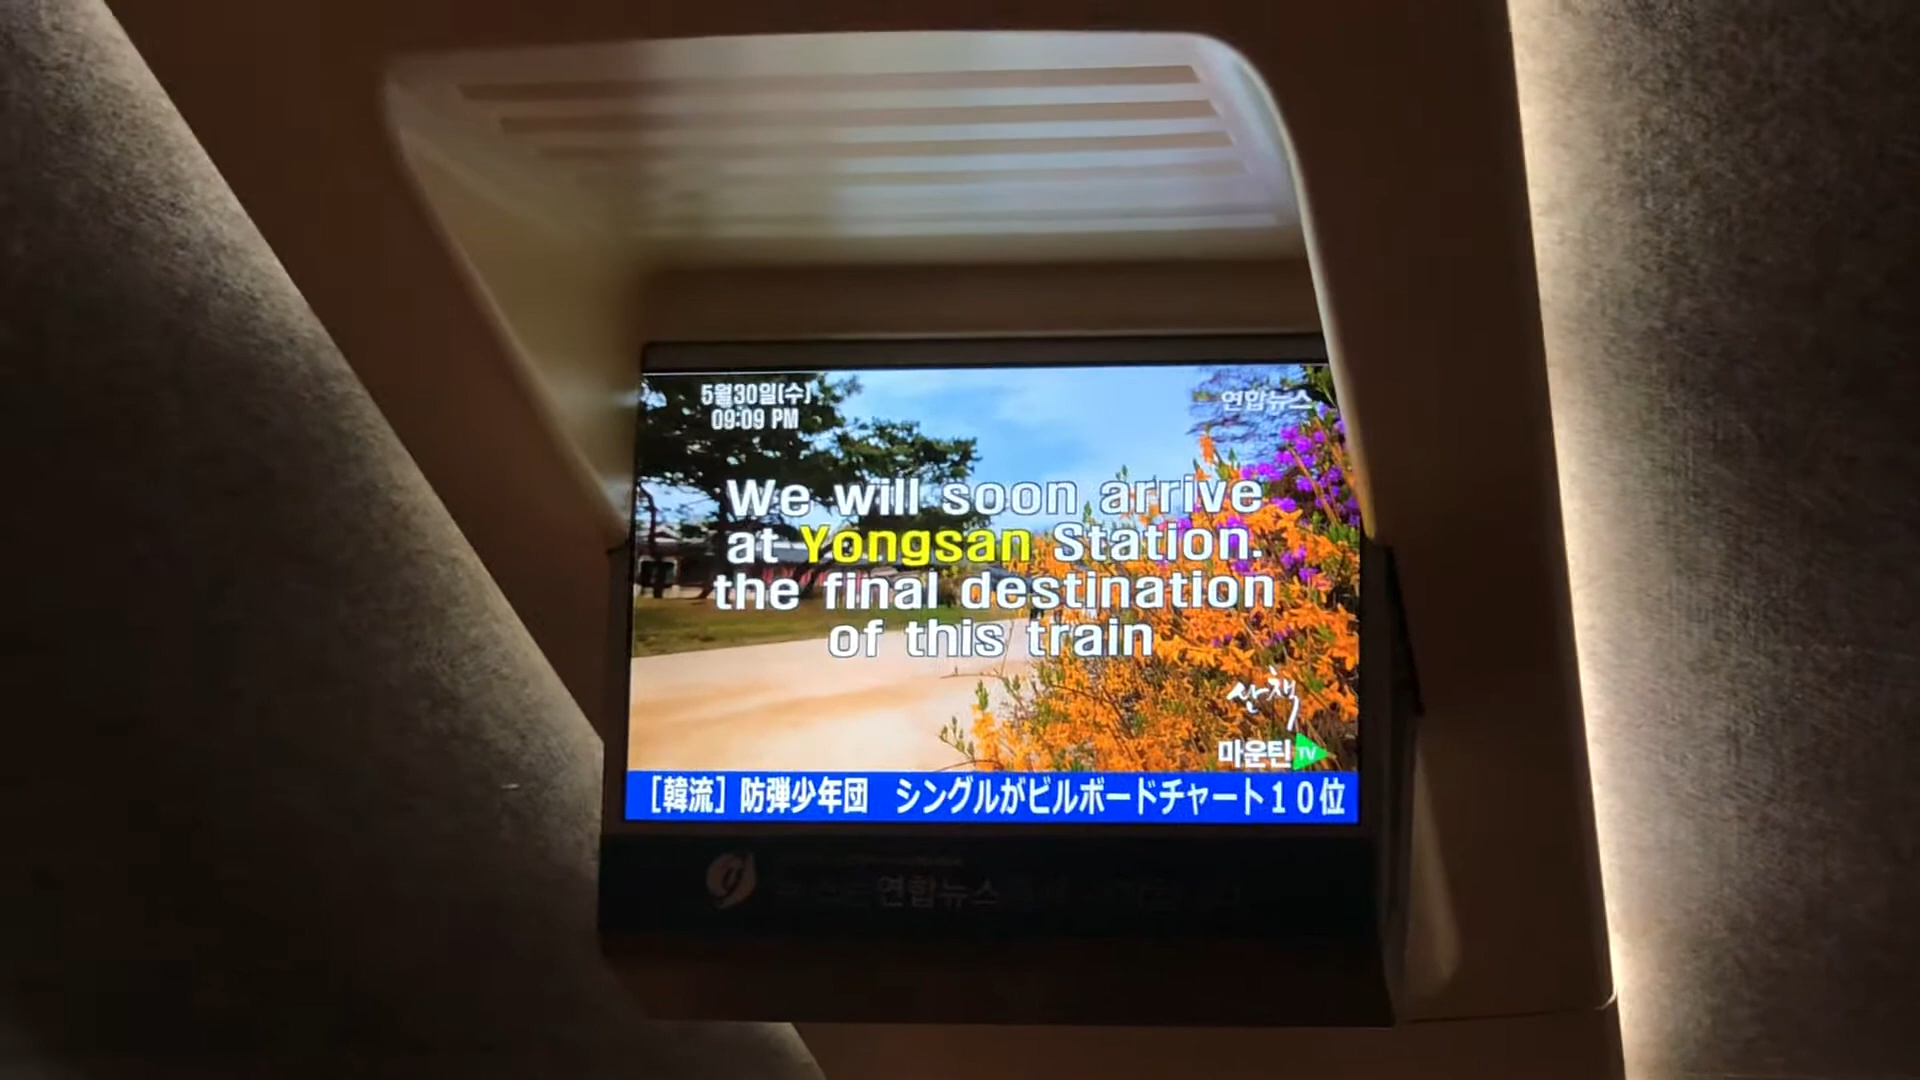 5월30일(수)
09:09 PM
연합뉴스
We will soon arrive
at Yongsan Station.
the final destination
of this train
산책
마운틴TV
[韓流] 防弾少年団　シングルがビルボードチャート１０位
연합뉴스